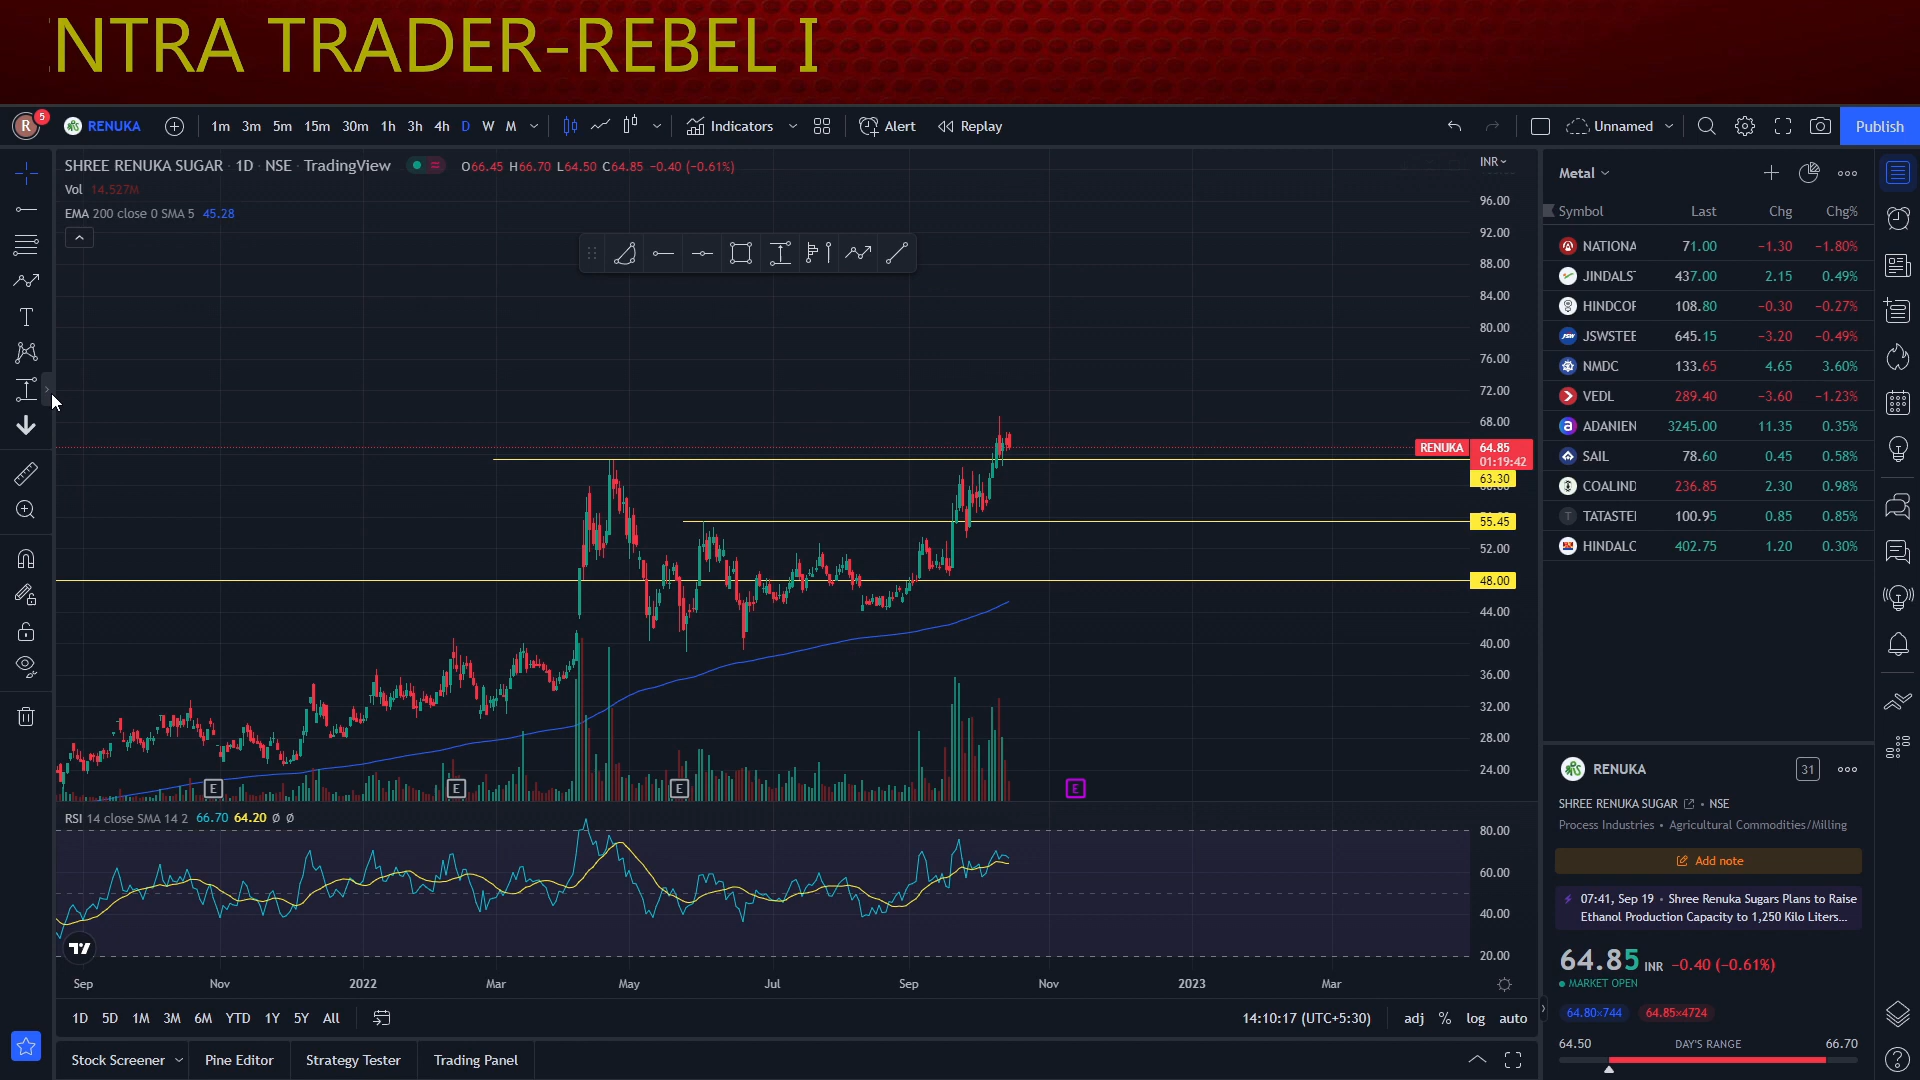 NTRA TRADER-REBEL I
R 5 RENUKA 1m 3m 5m 15m 30m 1h 3h 4h D W M Indicators Alert Replay Unnamed Publish
SHREE RENUKA SUGAR · 1D · NSE · TradingView O66.45 H66.70 L64.50 C64.85 −0.40 (−0.61%)
Vol 14.527M
EMA 200 close 0 SMA 5 45.28
INR
96.00
92.00
88.00
84.00
80.00
76.00
72.00
68.00
RENUKA 64.85
01:19:42
63.30
55.45
52.00
48.00
44.00
40.00
36.00
32.00
28.00
24.00
E E E E
RSI 14 close SMA 14 2 66.70 64.20 Ø Ø
80.00
60.00
40.00
20.00
Sep Nov 2022 Mar May Jul Sep Nov 2023 Mar
1D 5D 1M 3M 6M YTD 1Y 5Y All 14:10:17 (UTC+5:30) adj % log auto
Stock Screener Pine Editor Strategy Tester Trading Panel
Metal
Symbol Last Chg Chg%
NATIONA 71.00 −1.30 −1.80%
JINDALS 437.00 2.15 0.49%
HINDCOF 108.80 −0.30 −0.27%
JSWSTEE 645.15 −3.20 −0.49%
NMDC 133.65 4.65 3.60%
VEDL 289.40 −3.60 −1.23%
ADANIEN 3245.00 11.35 0.35%
SAIL 78.60 0.45 0.58%
COALIND 236.85 2.30 0.98%
T TATASTEI 100.95 0.85 0.85%
HINDALC 402.75 1.20 0.30%
RENUKA 31
SHREE RENUKA SUGAR • NSE
Process Industries • Agricultural Commodities/Milling
Add note
07:41, Sep 19 • Shree Renuka Sugars Plans to Raise
Ethanol Production Capacity to 1,250 Kilo Liters...
64.85 INR −0.40 (−0.61%)
MARKET OPEN
64.80×744 64.85×4724
64.50 DAY'S RANGE 66.70